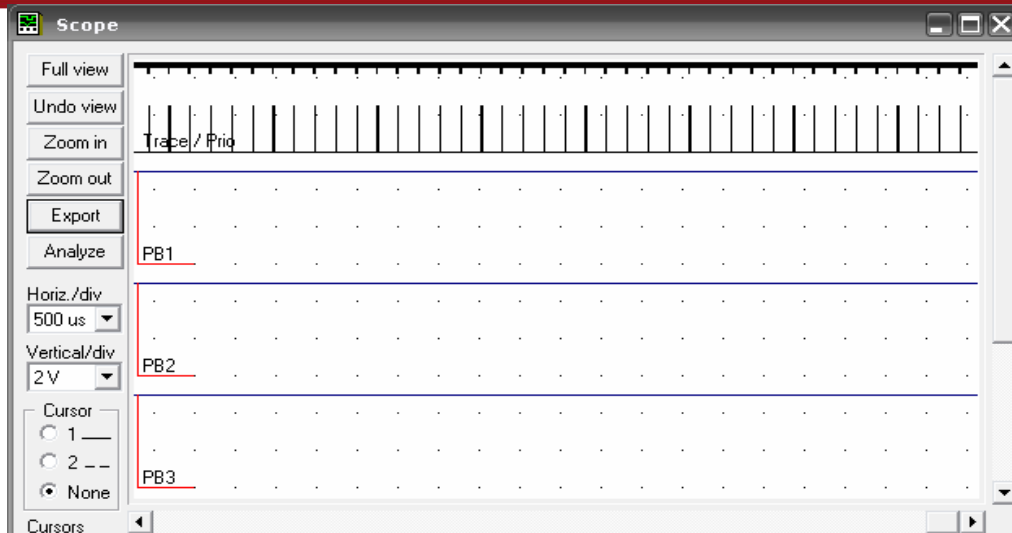 Scope
Full view
Undo view
Zoom in
Zoom out
Export
Analyze
Horiz./div
500 us
Vertical/div
2 V
Cursor
1
2
None
Cursors
Trace / Prio
PB1
PB2
PB3